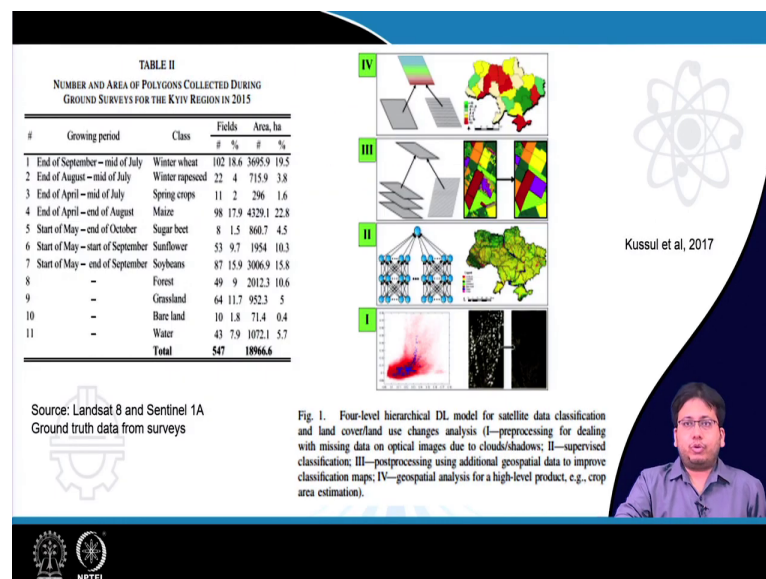 TABLE II
NUMBER AND AREA OF POLYGONS COLLECTED DURING
GROUND SURVEYS FOR THE KYIV REGION IN 2015
# Growing period Class Fields Area, ha
# % # %
1 End of September – mid of July Winter wheat 102 18.6 3695.9 19.5
2 End of August – mid of July Winter rapeseed 22 4 715.9 3.8
3 End of April – mid of July Spring crops 11 2 296 1.6
4 End of April – end of August Maize 98 17.9 4329.1 22.8
5 Start of May – end of October Sugar beet 8 1.5 860.7 4.5
6 Start of May – start of September Sunflower 53 9.7 1954 10.3
7 Start of May – end of September Soybeans 87 15.9 3006.9 15.8
8 – Forest 49 9 2012.3 10.6
9 – Grassland 64 11.7 952.3 5
10 – Bare land 10 1.8 71.4 0.4
11 – Water 43 7.9 1072.1 5.7
Total 547 18966.6
Source: Landsat 8 and Sentinel 1A
Ground truth data from surveys
IV
III
II
I
Fig. 1. Four-level hierarchical DL model for satellite data classification
and land cover/land use changes analysis (I—preprocessing for dealing
with missing data on optical images due to clouds/shadows; II—supervised
classification; III—postprocessing using additional geospatial data to improve
classification maps; IV—geospatial analysis for a high-level product, e.g., crop
area estimation).
Kussul et al, 2017
NPTEL